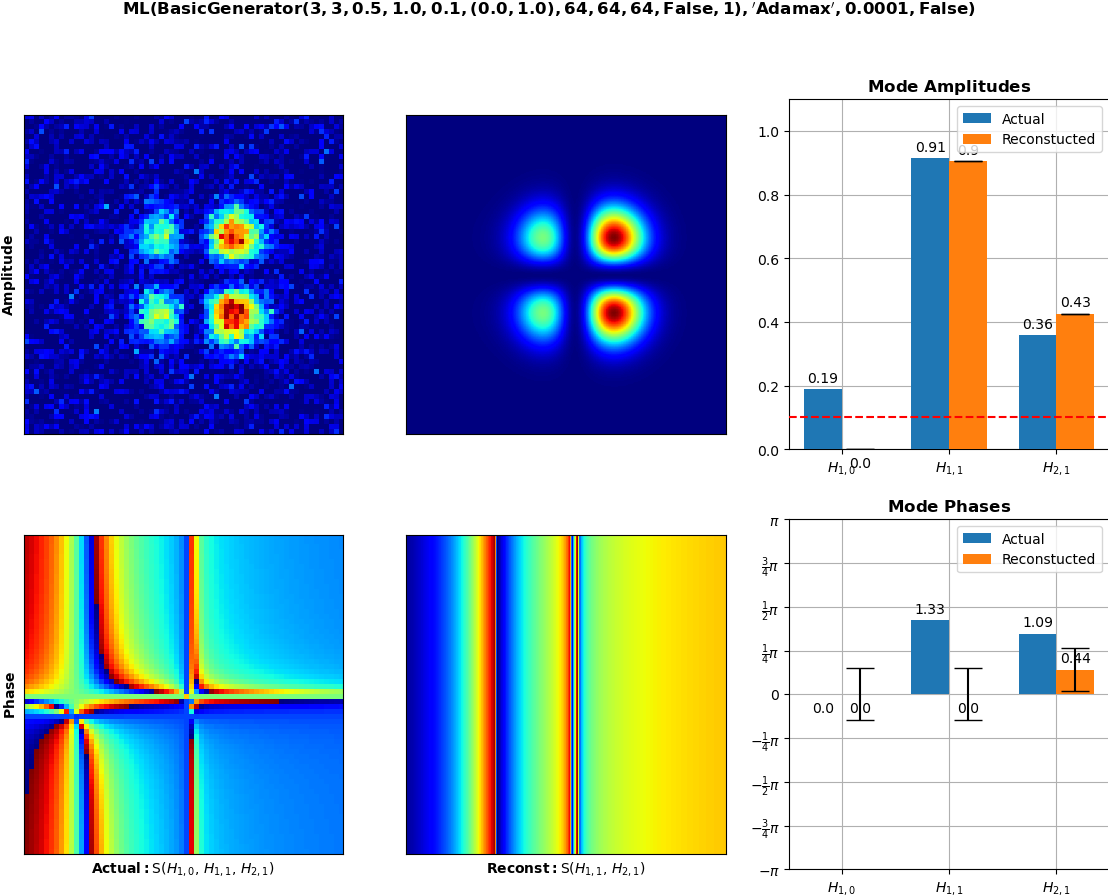 ML(BasicGenerator(3, 3, 0.5, 1.0, 0.1, (0.0, 1.0), 64, 64, 64, False, 1), ′Adamax′, 0.0001, False)
Mode Amplitudes
Amplitude
Actual
Reconstucted
1.0
0.8
0.6
0.4
0.2
0.0
0.19
0.0
0.91
0.9
0.36
0.43
H1,0
H1,1
H2,1
Mode Phases
Phase
Actual
Reconstucted
π
3/4π
1/2π
1/4π
0
−1/4π
−1/2π
−3/4π
−π
0.0
0.0
1.33
0.0
1.09
0.44
H1,0
H1,1
H2,1
Actual: S(H1,0, H1,1, H2,1)
Reconst: S(H1,1, H2,1)